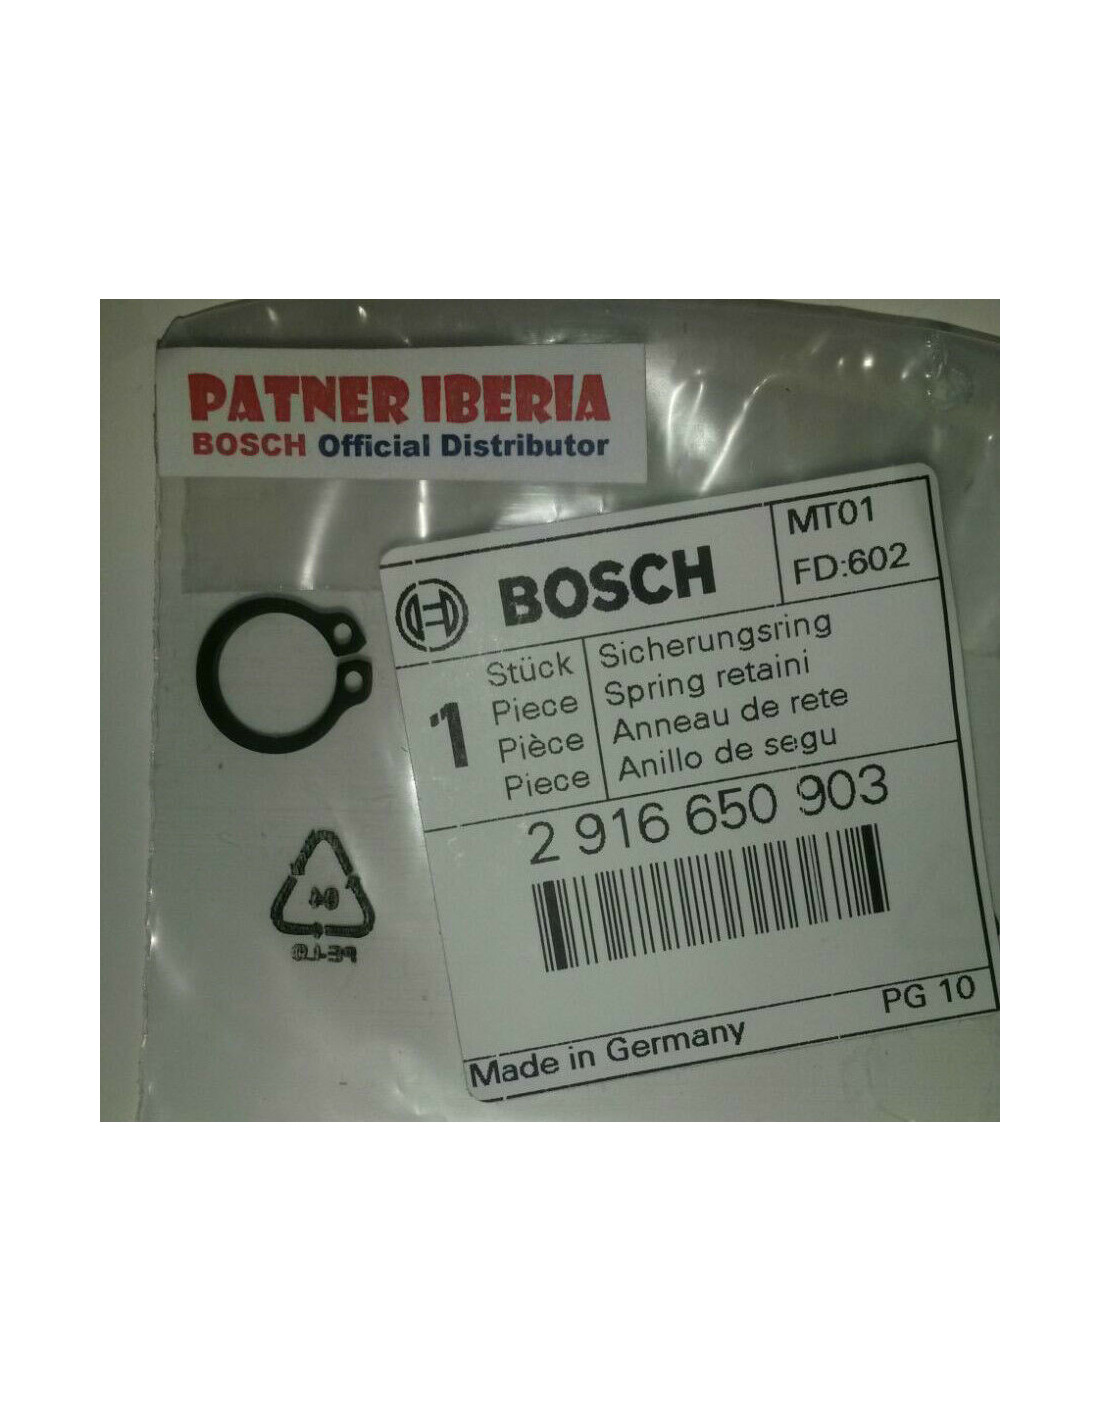 PATNER IBERIA
BOSCH Official Distributor
MT01
FD:602
BOSCH
1
Stück
Piece
Pièce
Piece
Sicherungsring
Spring retaini
Anneau de rete
Anillo de segu
2 916 650 903
04
PE-LD
Made in Germany
PG 10